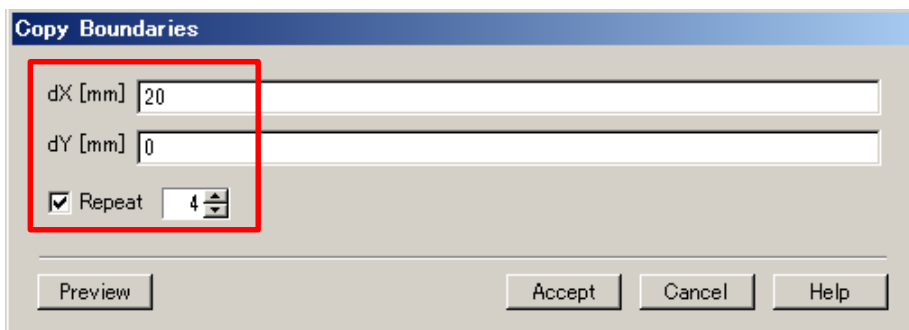 Copy Boundaries
dX [mm] 20
dY [mm] 0
Repeat 4
Preview Accept Cancel Help